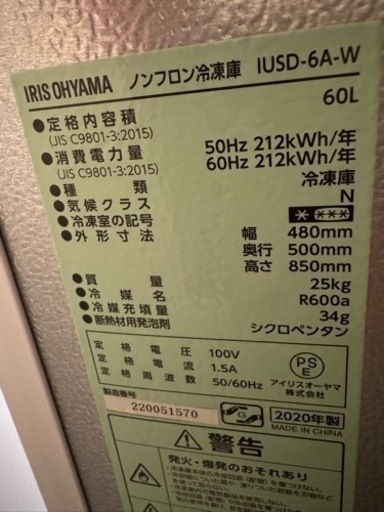 IRIS OHYAMA ノンフロン冷凍庫 IUSD-6A-W
●定格内容積 60L
(JIS C9801-3:2015)
●消費電力量 50Hz 212kWh/年
(JIS C9801-3:2015) 60Hz 212kWh/年
●種類 冷凍庫
●気候クラス N
●冷凍室の記号
●外形寸法 幅 480mm
奥行 500mm
高さ 850mm
●質量 25kg
●冷媒名 R600a
●冷媒充填量 34g
●断熱材用発泡剤 シクロペンタン
定格電圧 100V
定格電流 1.5A
定格周波数 50/60Hz
PSE
アイリスオーヤマ
株式会社
製造番号
220051570
G
2020年製
MADE IN CHINA
警告
発火・爆発のおそれあり